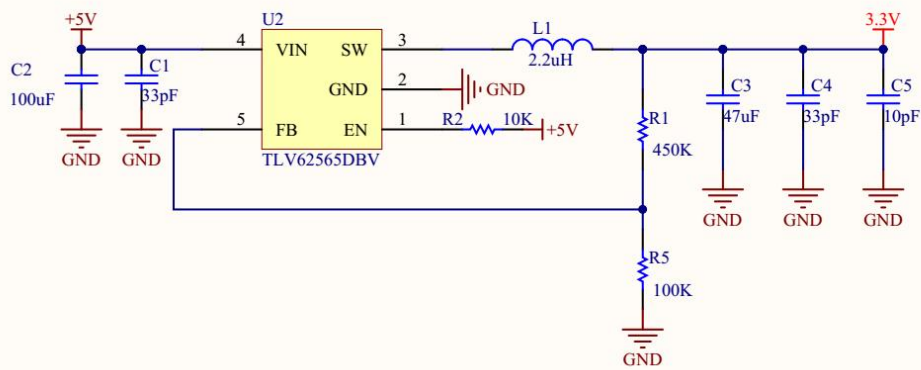 +5V
U2
3.3V
C2
100uF
C1
33pF
4
VIN
SW
3
L1
2.2uH
GND
2
GND
5
FB
EN
1
R2
10K
+5V
TLV62565DBV
GND
GND
R1
450K
C3
47uF
C4
33pF
C5
10pF
GND
GND
GND
R5
100K
GND